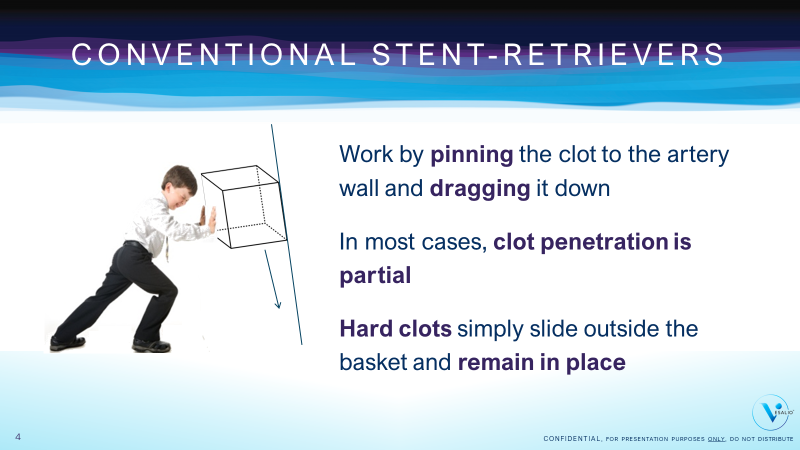 CONVENTIONAL STENT-RETRIEVERS
Work by pinning the clot to the artery
wall and dragging it down
In most cases, clot penetration is
partial
Hard clots simply slide outside the
basket and remain in place
VESALIO
4
CONFIDENTIAL, FOR PRESENTATION PURPOSES ONLY, DO NOT DISTRIBUTE